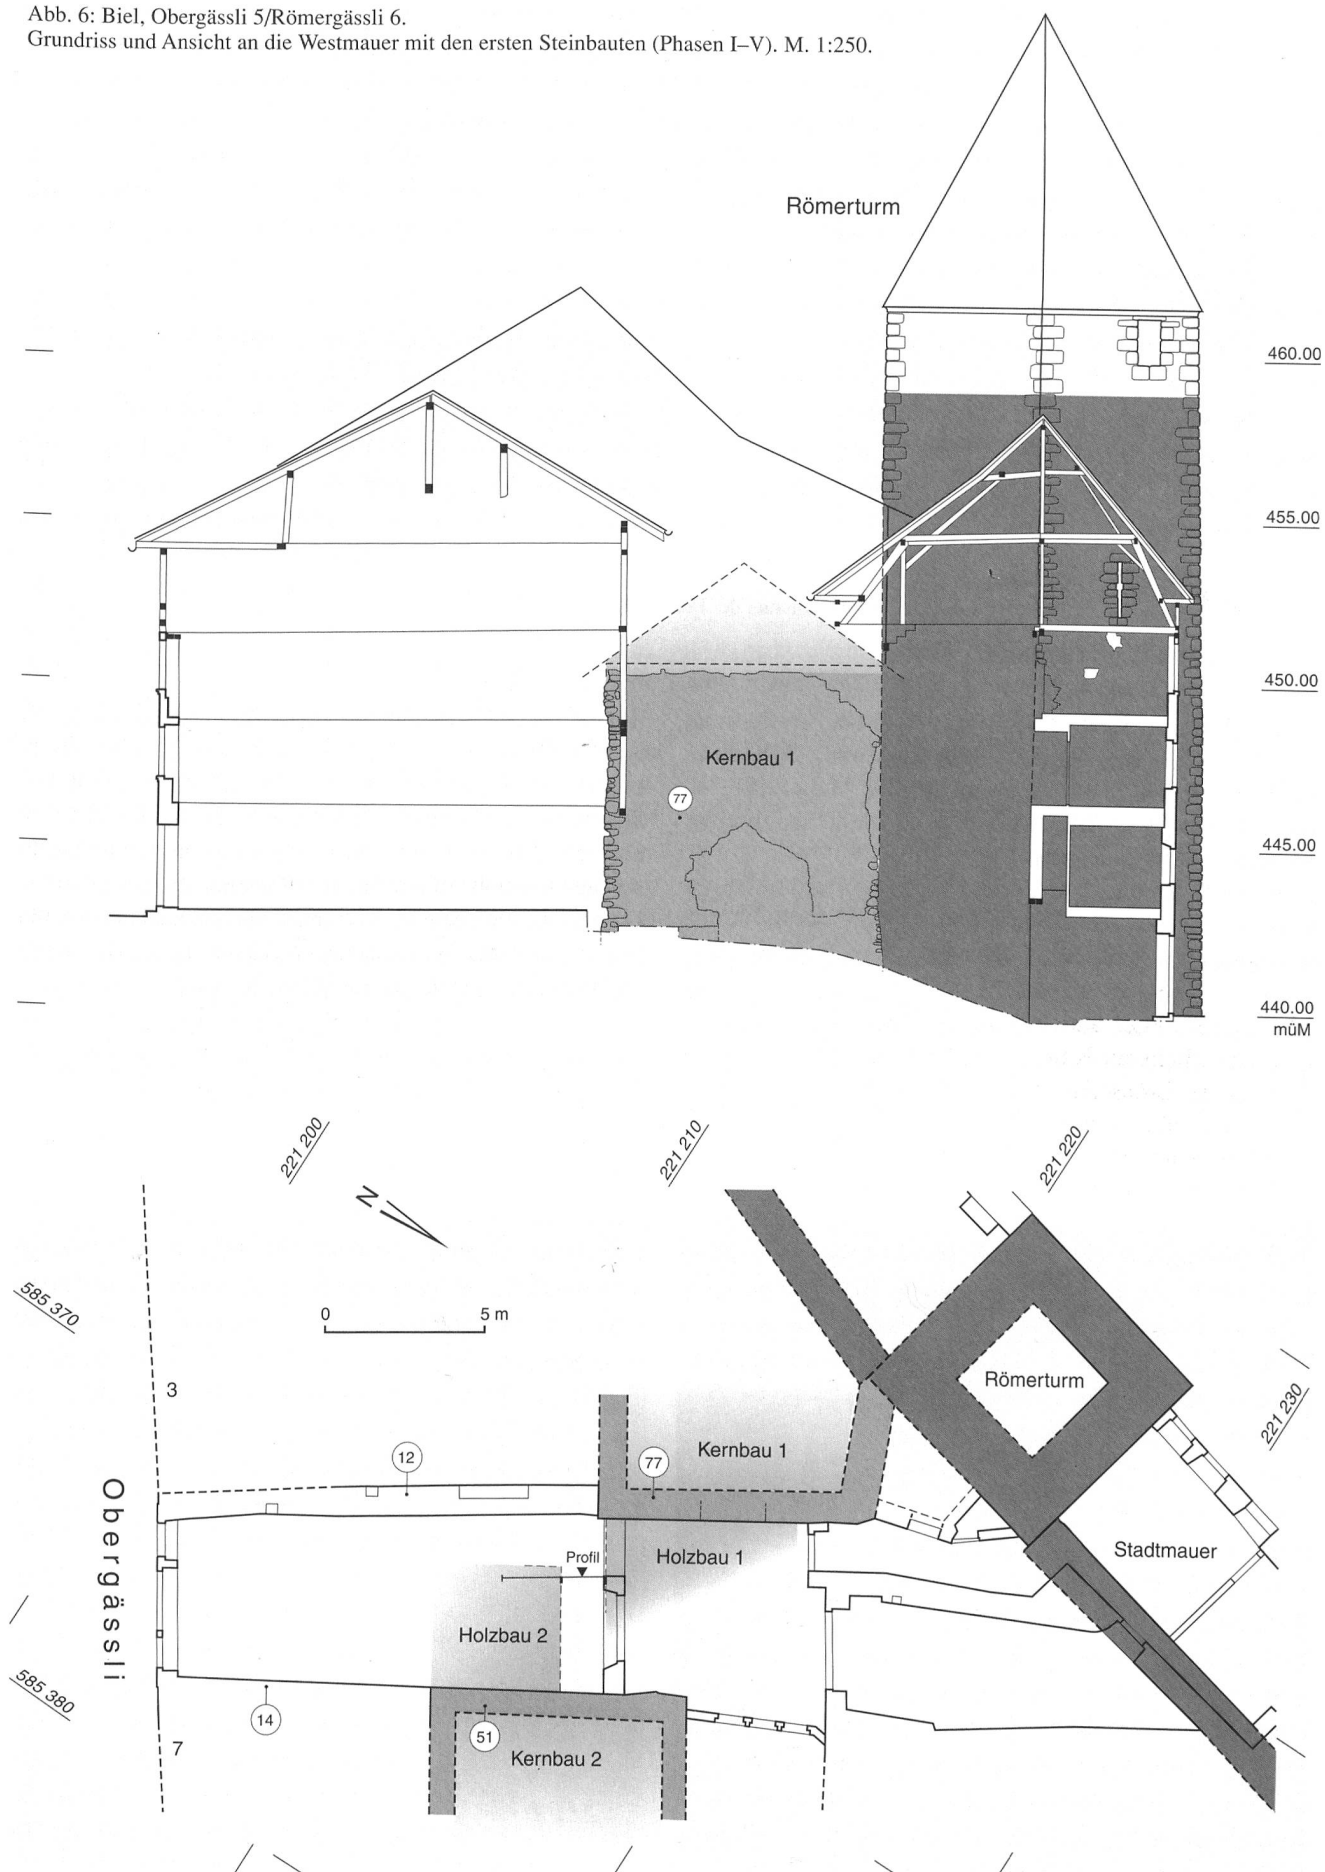 Abb. 6: Biel, Obergässli 5/Römergässli 6.
Grundriss und Ansicht an die Westmauer mit den ersten Steinbauten (Phasen I–V). M. 1:250.
Römerturm
460.00
455.00
450.00
Kernbau 1
77
445.00
440.00
müM
221 200
221 210
221 220
N
585 370
0 5 m
3
Römerturm
221 230
12
Kernbau 1
77
Obergässli
Profil
Holzbau 1
Stadtmauer
Holzbau 2
585 380
14
51
7
Kernbau 2